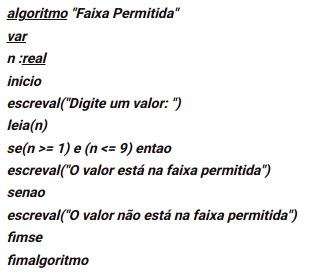 algoritmo "Faixa Permitida"
var
n :real
inicio
escreval("Digite um valor: ")
leia(n)
se(n >= 1) e (n <= 9) entao
escreval("O valor está na faixa permitida")
senao
escreval("O valor não está na faixa permitida")
fimse
fimalgoritmo